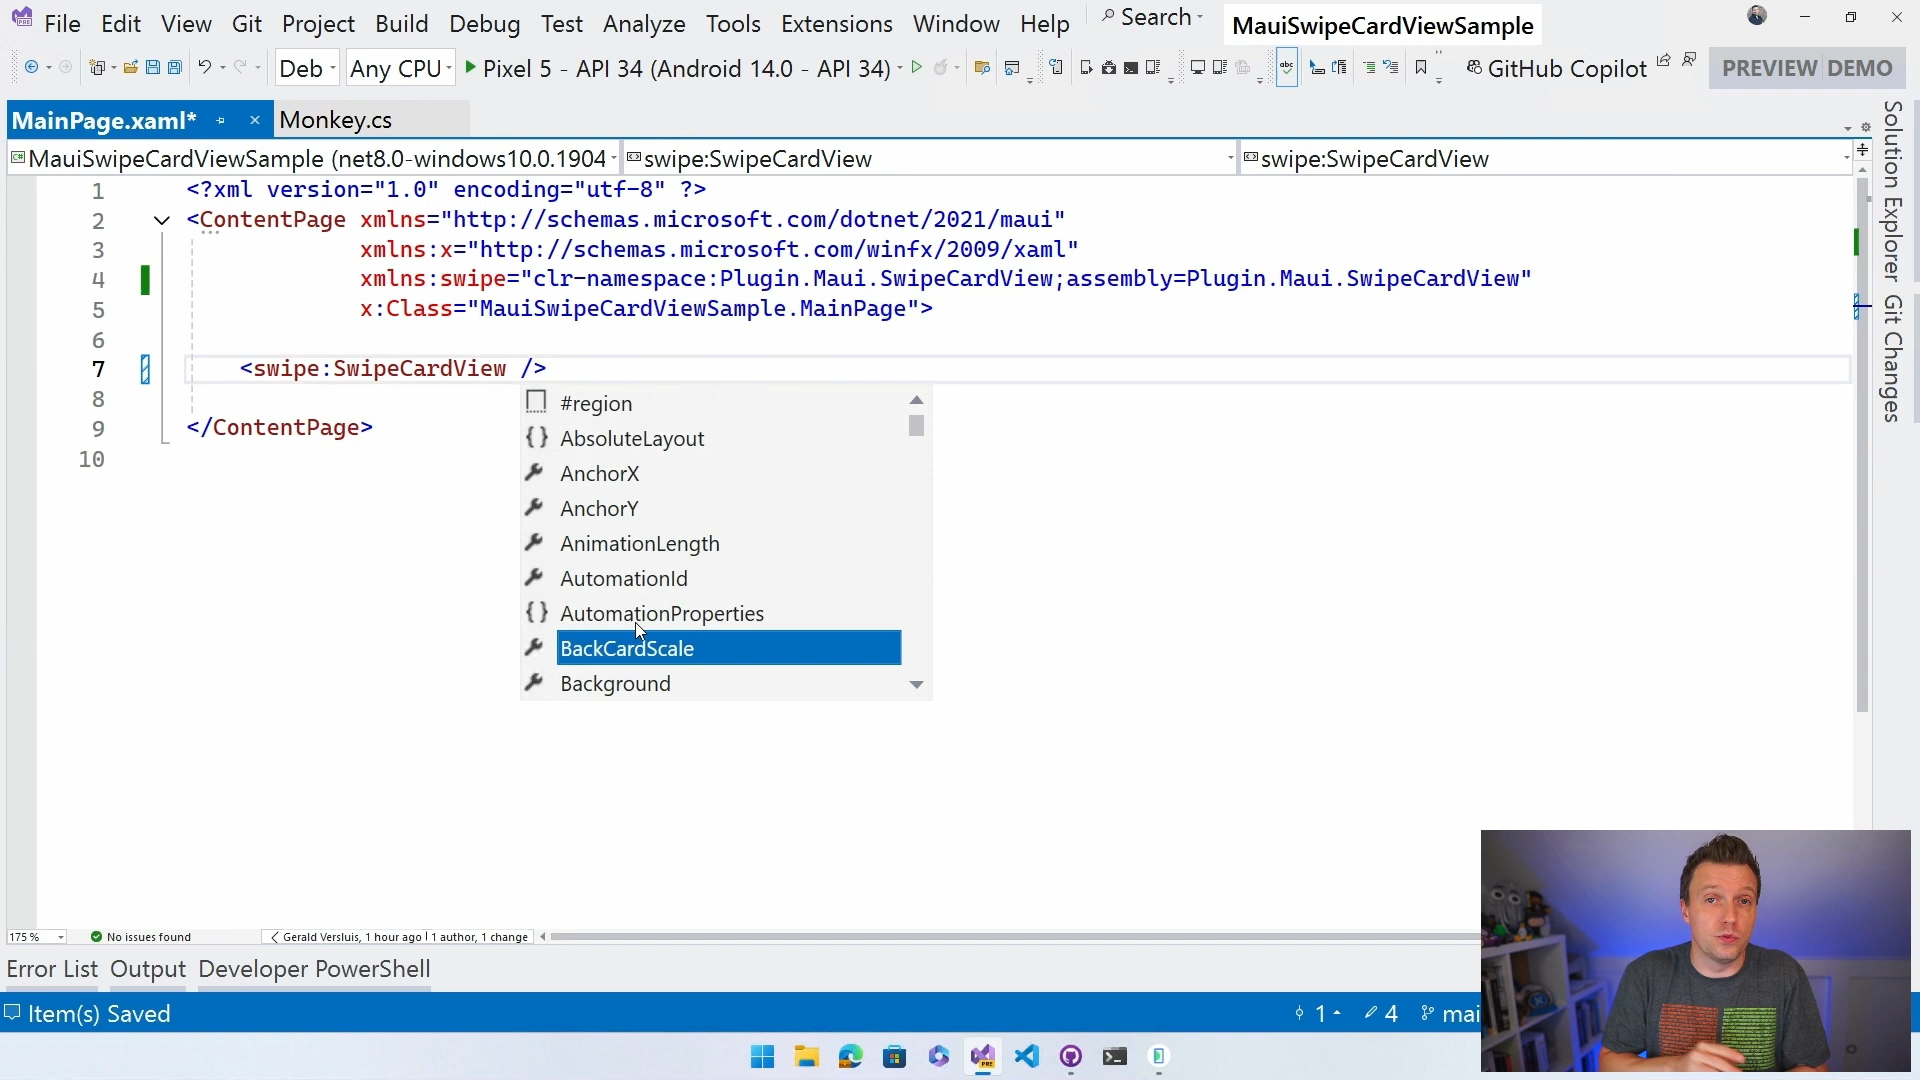 File Edit View Git Project Build Debug Test Analyze Tools Extensions Window Help Search MauiSwipeCardViewSample
Deb Any CPU Pixel 5 - API 34 (Android 14.0 - API 34) GitHub Copilot PREVIEW DEMO
MainPage.xaml* Monkey.cs
MauiSwipeCardViewSample (net8.0-windows10.0.1904 swipe:SwipeCardView swipe:SwipeCardView
1 <?xml version="1.0" encoding="utf-8" ?>
2 <ContentPage xmlns="http://schemas.microsoft.com/dotnet/2021/maui"
3 xmlns:x="http://schemas.microsoft.com/winfx/2009/xaml"
4 xmlns:swipe="clr-namespace:Plugin.Maui.SwipeCardView;assembly=Plugin.Maui.SwipeCardView"
5 x:Class="MauiSwipeCardViewSample.MainPage">
6
7 <swipe:SwipeCardView />
8
9 </ContentPage>
10
#region
AbsoluteLayout
AnchorX
AnchorY
AnimationLength
AutomationId
AutomationProperties
BackCardScale
Background
Solution Explorer
Git Changes
175 % No issues found Gerald Versluis, 1 hour ago | 1 author, 1 change
Error List Output Developer PowerShell
Item(s) Saved 1 4 mai